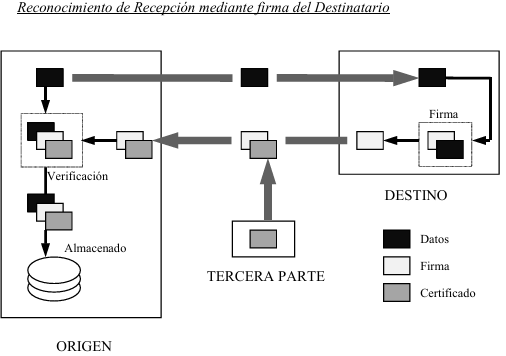 Reconocimiento de Recepción mediante firma del Destinatario
Firma
Verificación
DESTINO
Almacenado
Datos
Firma
TERCERA PARTE
Certificado
ORIGEN